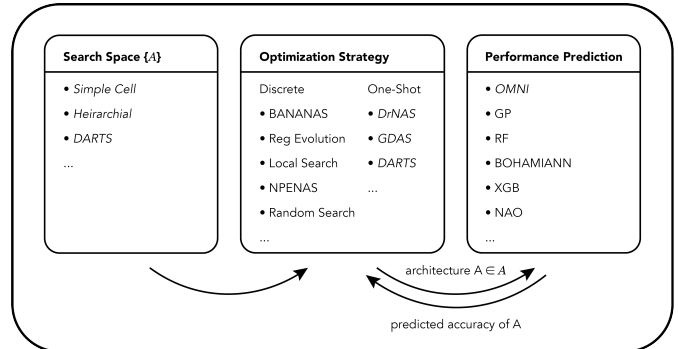 Search Space {A}
• Simple Cell
• Heirarchial
• DARTS
...
Optimization Strategy
Discrete
• BANANAS
• Reg Evolution
• Local Search
• NPENAS
• Random Search
...
One-Shot
• DrNAS
• GDAS
• DARTS
...
Performance Prediction
• OMNI
• GP
• RF
• BOHAMIANN
• XGB
• NAO
...
architecture A ∈ A
predicted accuracy of A